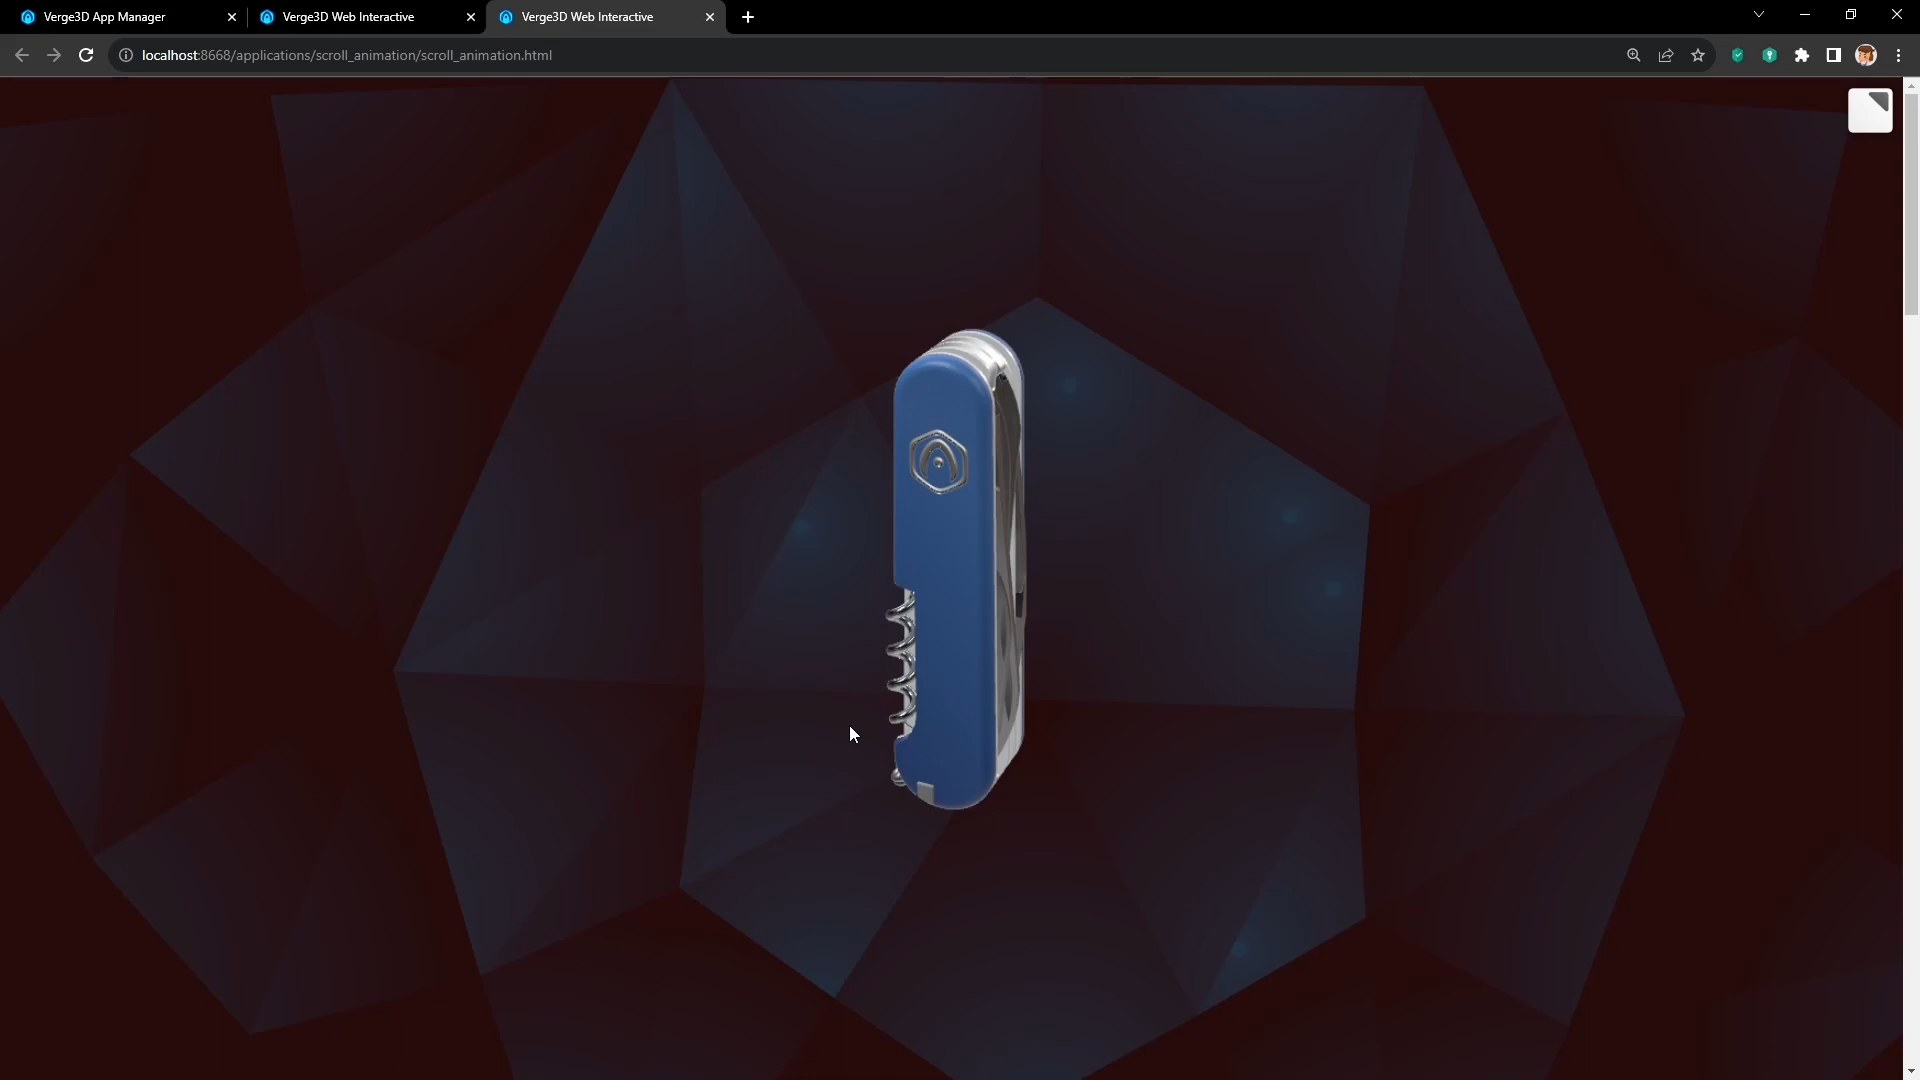 Verge3D App Manager
Verge3D Web Interactive
Verge3D Web Interactive
localhost:8668/applications/scroll_animation/scroll_animation.html